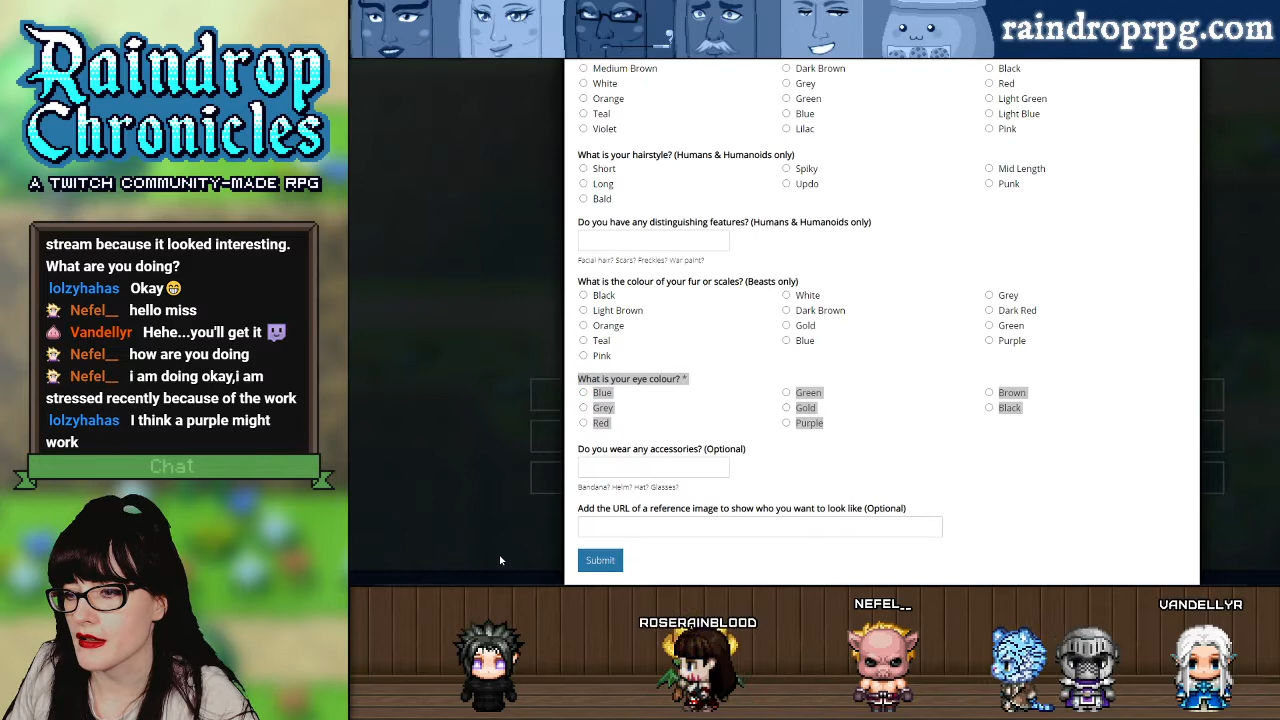 Raindrop
Chronicles
A TWITCH COMMUNITY-MADE RPG
stream because it looked interesting.
What are you doing?
lolzyhahas Okay😁
Nefel__ hello miss
Vandellyr Hehe...you'll get it
Nefel__ how are you doing
Nefel__ i am doing okay,i am
stressed recently because of the work
lolzyhahas I think a purple might
work
Chat
raindroprpg.com
Medium Brown Dark Brown Black
White Grey Red
Orange Green Light Green
Teal Blue Light Blue
Violet Lilac Pink
What is your hairstyle? (Humans & Humanoids only)
Short Spiky Mid Length
Long Updo Punk
Bald
Do you have any distinguishing features? (Humans & Humanoids only)
Facial hair? Scars? Freckles? War paint?
What is the colour of your fur or scales? (Beasts only)
Black White Grey
Light Brown Dark Brown Dark Red
Orange Gold Green
Teal Blue Purple
Pink
What is your eye colour? *
Blue Green Brown
Grey Gold Black
Red Purple
Do you wear any accessories? (Optional)
Bandana? Helm? Hat? Glasses?
Add the URL of a reference image to show who you want to look like (Optional)
Submit
ROSERAINBLOOD
NEFEL__
VANDELLYR